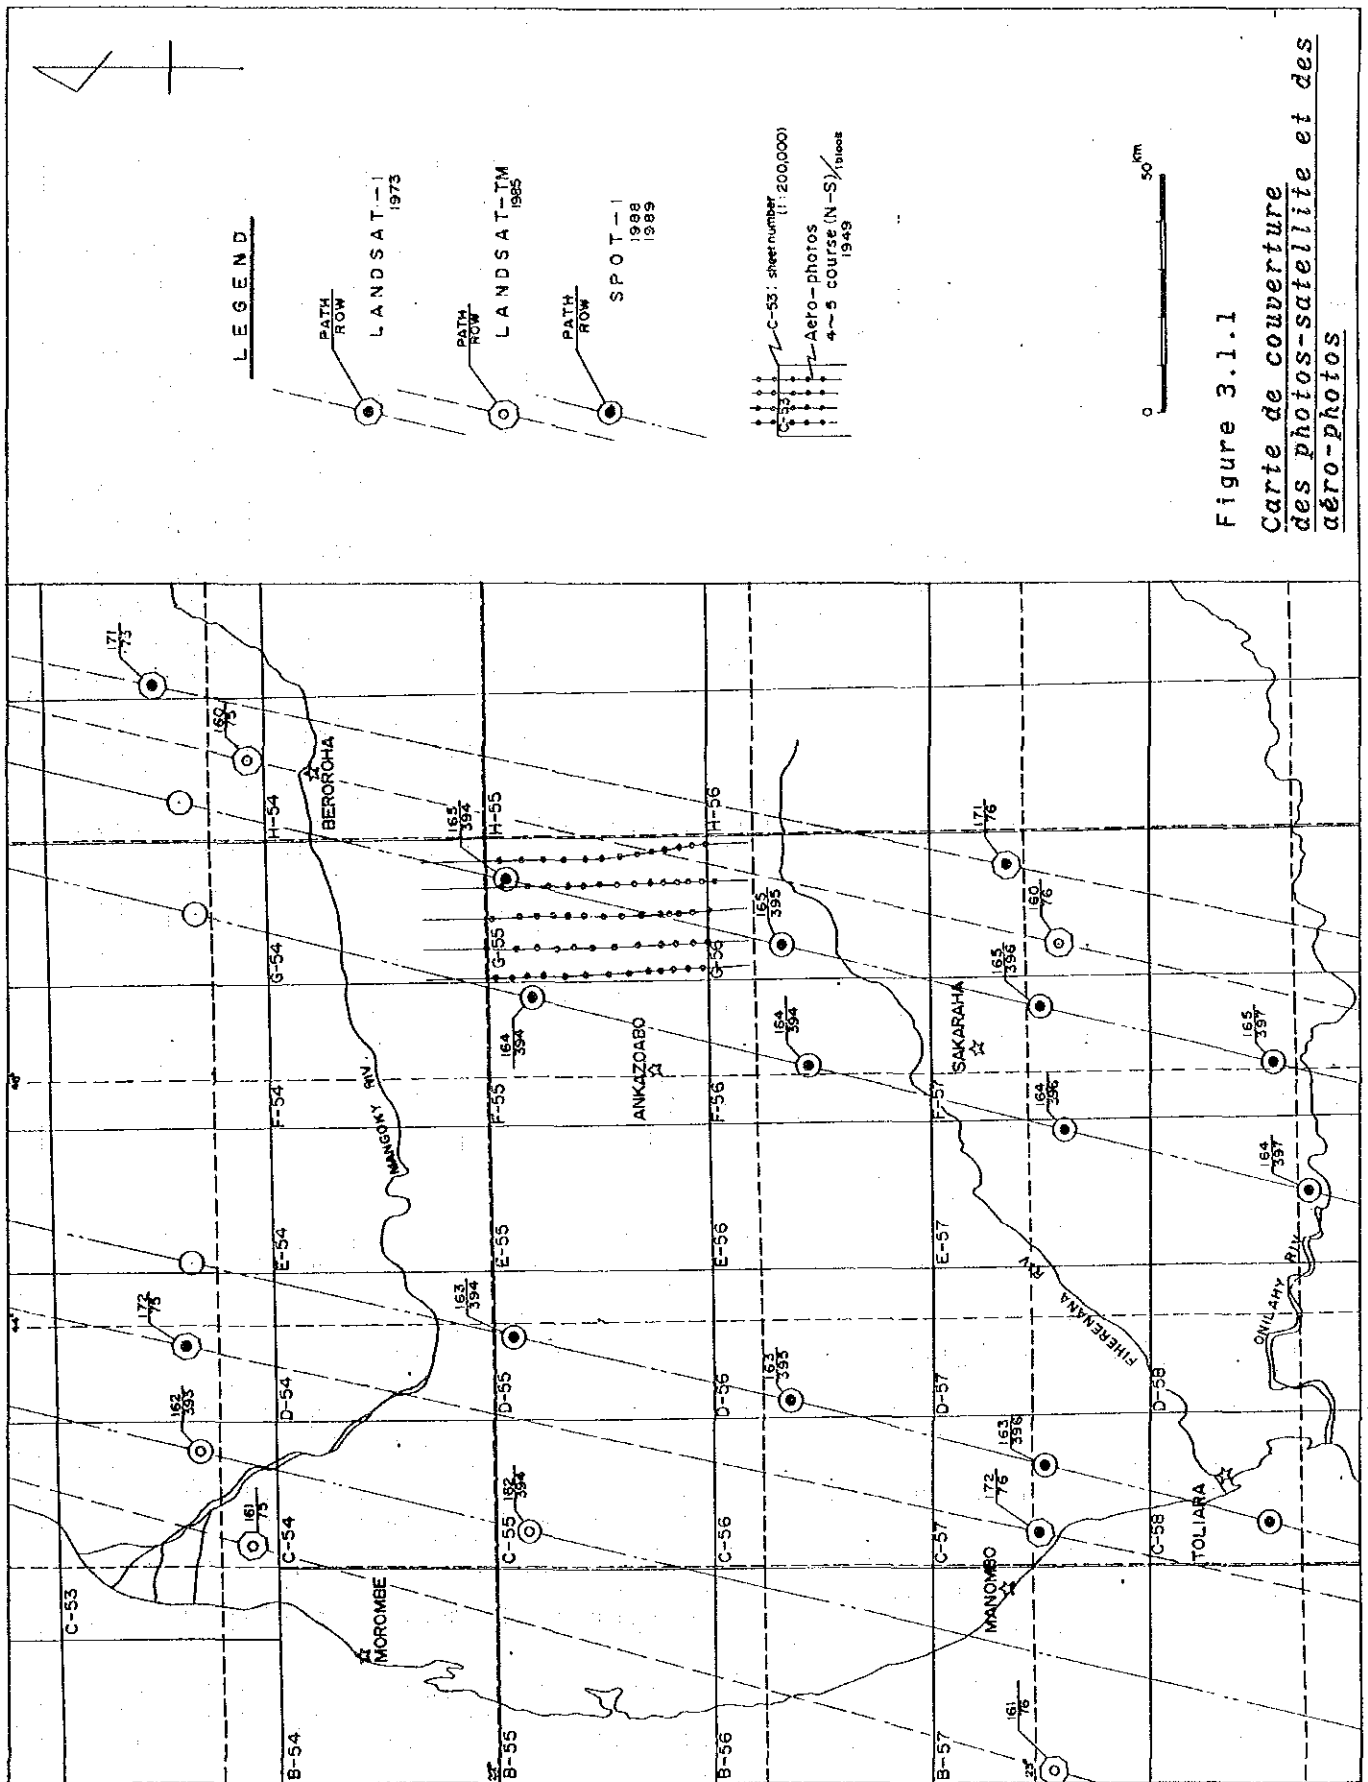 LEGEND
PATH
ROW
LANDSAT-1
1973
PATH
ROW
LANDSAT-TM
1985
PATH
ROW
SPOT-1
1988
1989
C-53
C-53: sheet number
(1:200,000)
Aero-photos
4~5 course (N-S)/
1949
0
50 km
Figure 3.1.1
Carte de couverture
des photos-satellite et des
aéro-photos
C-53
B-54
C-54
D-54
E-54
F-54
G-54
H-54
B-55
C-55
D-55
E-55
F-55
G-55
H-55
B-56
C-56
D-56
E-56
F-56
G-56
H-56
B-57
C-57
D-57
E-57
F-57
C-58
D-58
44°
23°
161
75
162
393
172
75
160
75
171
73
162
394
163
394
164
394
165
394
163
395
164
394
165
395
161
76
172
76
163
396
164
396
165
396
160
76
171
76
164
397
165
397
MOROMBE
BEROROHA
MANGOKY RIV.
ANKAZOABO
SAKARAHA
MANOMBO
TOLIARA
FIHERENANA
RIV
ONILAHY RIV.